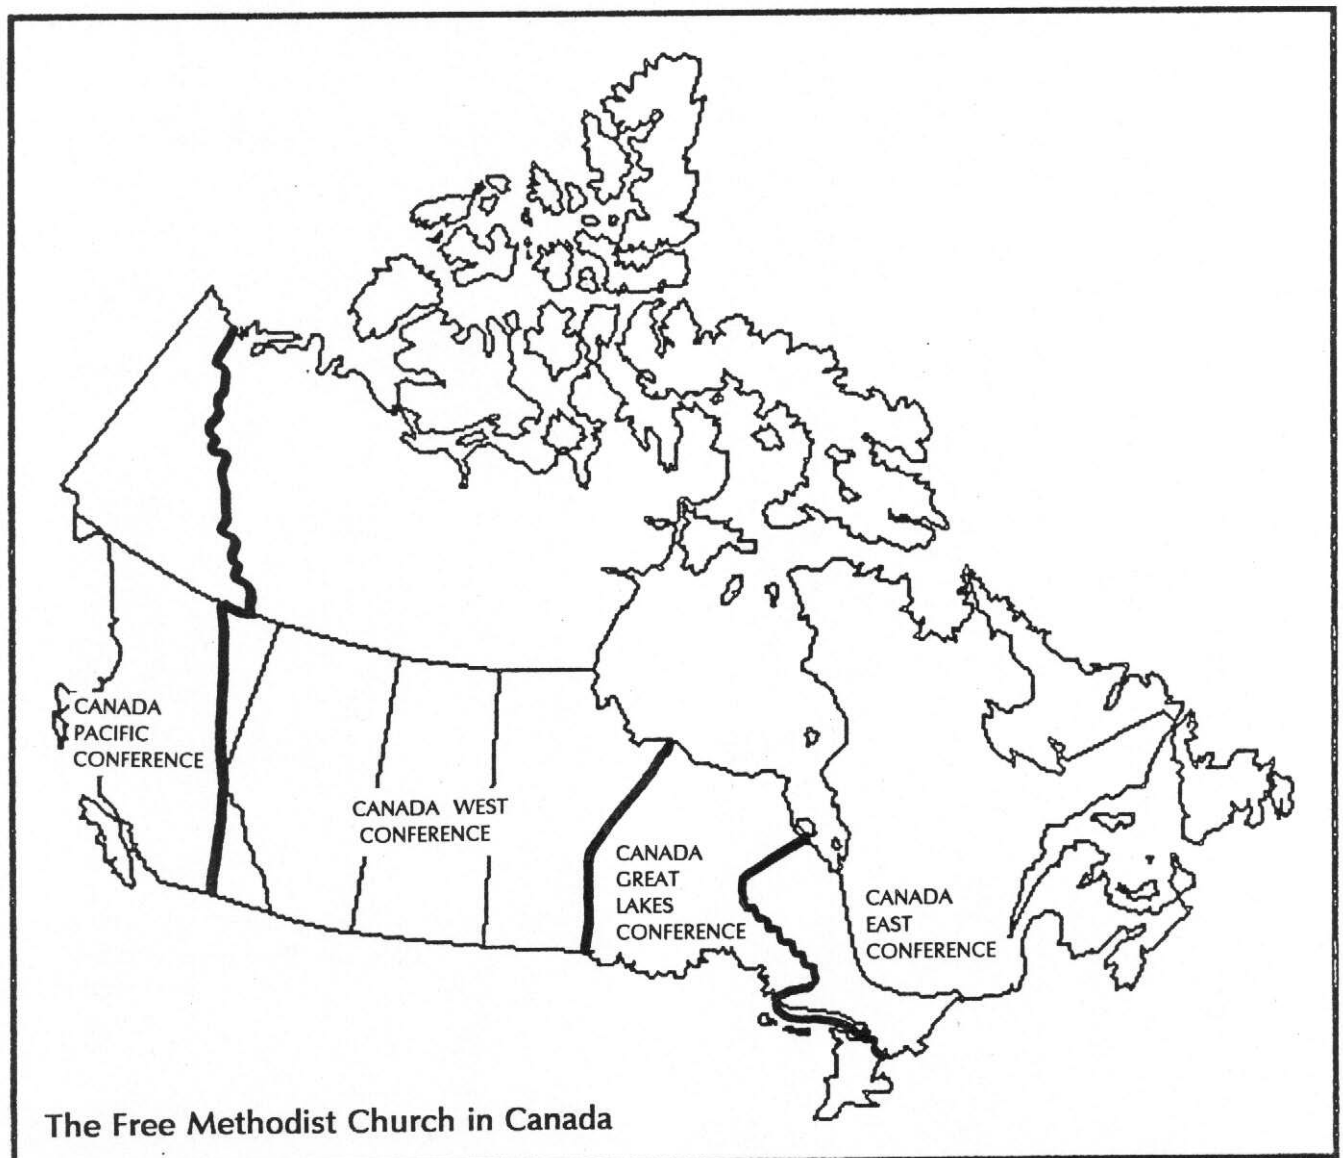 CANADA
PACIFIC
CONFERENCE
CANADA WEST
CONFERENCE
CANADA
GREAT
LAKES
CONFERENCE
CANADA
EAST
CONFERENCE
The Free Methodist Church in Canada